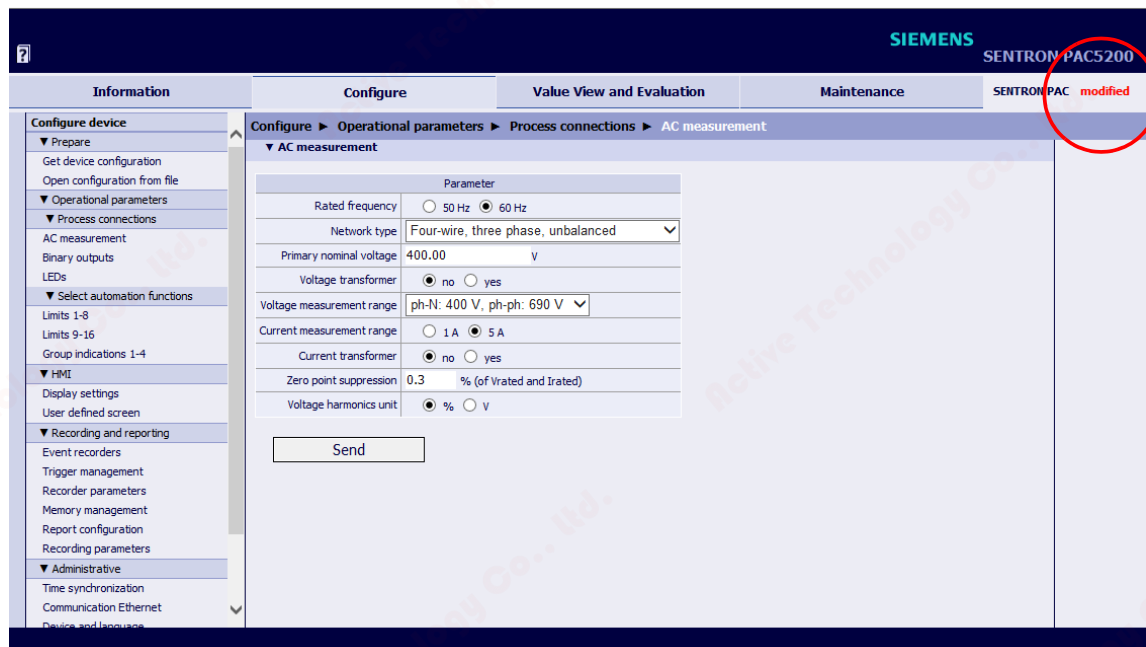 SIEMENS
SENTRON PAC5200
Information Configure Value View and Evaluation Maintenance SENTRON PAC modified
Configure device
▼ Prepare
Get device configuration
Open configuration from file
▼ Operational parameters
▼ Process connections
AC measurement
Binary outputs
LEDs
▼ Select automation functions
Limits 1-8
Limits 9-16
Group indications 1-4
▼ HMI
Display settings
User defined screen
▼ Recording and reporting
Event recorders
Trigger management
Recorder parameters
Memory management
Report configuration
Recording parameters
▼ Administrative
Time synchronization
Communication Ethernet
Device and language
Configure ► Operational parameters ► Process connections ► AC measurement
▼ AC measurement
Parameter
Rated frequency 50 Hz 60 Hz
Network type Four-wire, three phase, unbalanced
Primary nominal voltage 400.00 V
Voltage transformer no yes
Voltage measurement range ph-N: 400 V, ph-ph: 690 V
Current measurement range 1 A 5 A
Current transformer no yes
Zero point suppression 0.3 % (of Vrated and Irated)
Voltage harmonics unit % V
Send
Active Technology Co., ltd.